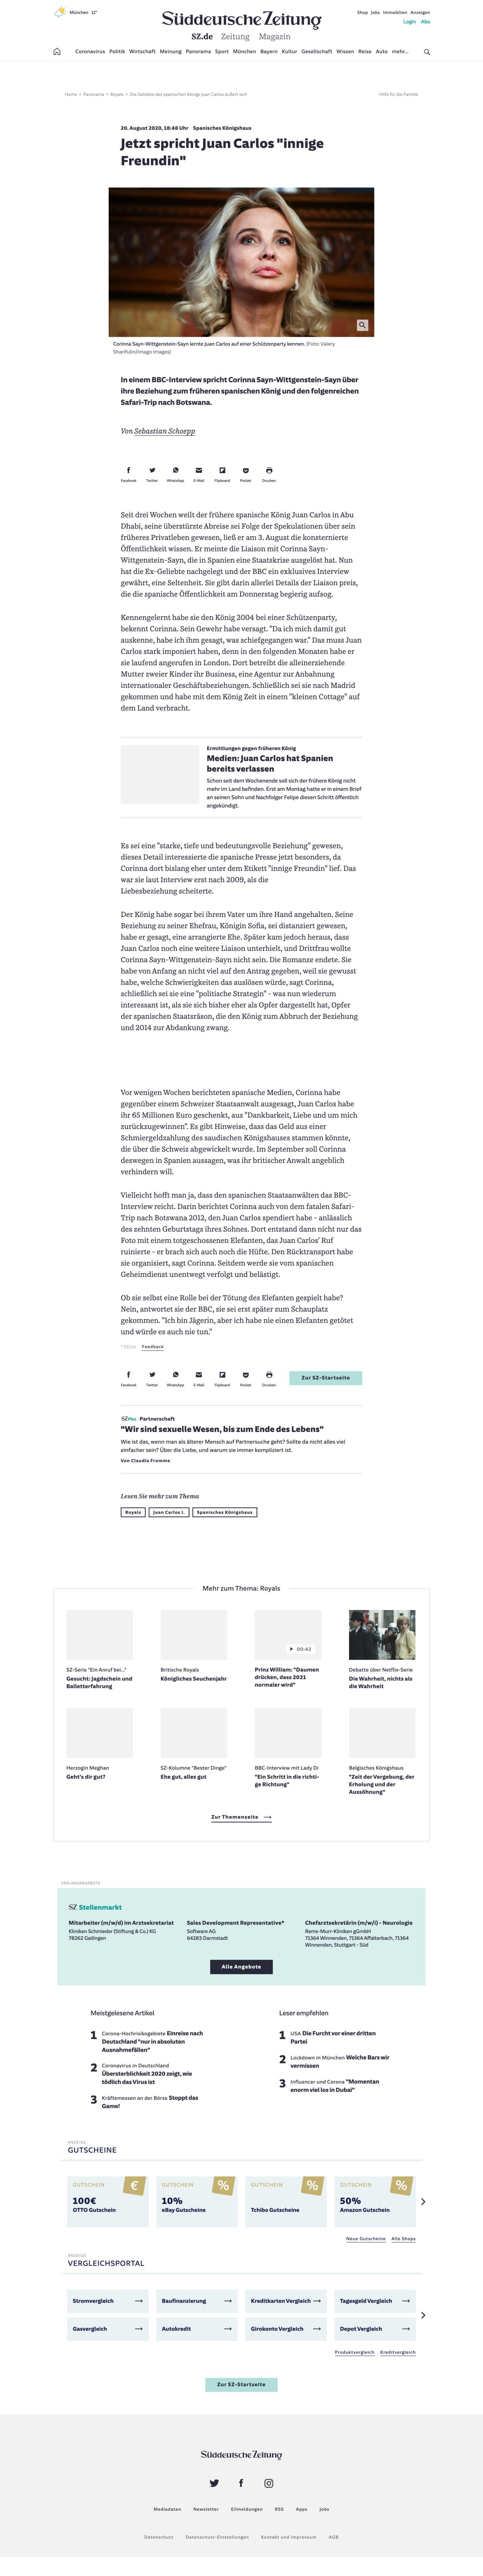 München 11°
Süddeutsche Zeitung
Shop Jobs Immobilien Anzeigen
Login Abo
SZ.de Zeitung Magazin
Coronavirus Politik Wirtschaft Meinung Panorama Sport München Bayern Kultur Gesellschaft Wissen Reise Auto mehr…
Home > Panorama > Royals > Die Geliebte des spanischen Königs Juan Carlos äußert sich
Hilfe für die Familie
20. August 2020, 18:48 Uhr Spanisches Königshaus
Jetzt spricht Juan Carlos "innige
Freundin"
Corinna Sayn-Wittgenstein-Sayn lernte Juan Carlos auf einer Schützenparty kennen. (Foto: Valery
Sharifulin/imago images)
In einem BBC-Interview spricht Corinna Sayn-Wittgenstein-Sayn über
ihre Beziehung zum früheren spanischen König und den folgenreichen
Safari-Trip nach Botswana.
Von Sebastian Schoepp
Facebook Twitter WhatsApp E-Mail Flipboard Pocket Drucken
Seit drei Wochen weilt der frühere spanische König Juan Carlos in Abu
Dhabi, seine überstürzte Abreise sei Folge der Spekulationen über sein
früheres Privatleben gewesen, ließ er am 3. August die konsternierte
Öffentlichkeit wissen. Er meinte die Liaison mit Corinna Sayn-
Wittgenstein-Sayn, die in Spanien eine Staatskrise ausgelöst hat. Nun
hat die Ex-Geliebte nachgelegt und der BBC ein exklusives Interview
gewährt, eine Seltenheit. Sie gibt darin allerlei Details der Liaison preis,
die die spanische Öffentlichkeit am Donnerstag begierig aufsog.
Kennengelernt habe sie den König 2004 bei einer Schützenparty,
bekennt Corinna. Sein Gewehr habe gestreikt. "Da ich mich damit gut
auskenne, habe ich ihm gesagt, was schiefgegangen war." Das muss Juan
Carlos stark imponiert haben, denn in den folgenden Monaten habe er
sie laufend angerufen in London. Dort betreibt die alleinerziehende
Mutter zweier Kinder ihr Business, eine Agentur zur Anbahnung
internationaler Geschäftsbeziehungen. Schließlich sei sie nach Madrid
gekommen und habe mit dem König Zeit in einem "kleinen Cottage" auf
dem Land verbracht.
Ermittlungen gegen früheren König
Medien: Juan Carlos hat Spanien
bereits verlassen
Schon seit dem Wochenende soll sich der frühere König nicht
mehr im Land befinden. Erst am Montag hatte er in einem Brief
an seinen Sohn und Nachfolger Felipe diesen Schritt öffentlich
angekündigt.
Es sei eine "starke, tiefe und bedeutungsvolle Beziehung" gewesen,
dieses Detail interessierte die spanische Presse jetzt besonders, da
Corinna dort bislang eher unter dem Etikett "innige Freundin" lief. Das
war sie laut Interview erst nach 2009, als die
Liebesbeziehung scheiterte.
Der König habe sogar bei ihrem Vater um ihre Hand angehalten. Seine
Beziehung zu seiner Ehefrau, Königin Sofía, sei distanziert gewesen,
habe er gesagt, eine arrangierte Ehe. Später kam jedoch heraus, dass
Juan Carlos noch eine weitere Liaison unterhielt, und Drittfrau wollte
Corinna Sayn-Wittgenstein-Sayn nicht sein. Die Romanze endete. Sie
habe von Anfang an nicht viel auf den Antrag gegeben, weil sie gewusst
habe, welche Schwierigkeiten das auslösen würde, sagt Corinna,
schließlich sei sie eine "politische Strategin" - was nun wiederum
interessant ist, als sie sich bisher eher als Opfer dargestellt hat, Opfer
der spanischen Staatsräson, die den König zum Abbruch der Beziehung
und 2014 zur Abdankung zwang.
Vor wenigen Wochen berichteten spanische Medien, Corinna habe
gegenüber einem Schweizer Staatsanwalt ausgesagt, Juan Carlos habe
ihr 65 Millionen Euro geschenkt, aus "Dankbarkeit, Liebe und um mich
zurückzugewinnen". Es gibt Hinweise, dass das Geld aus einer
Schmiergeldzahlung des saudischen Königshauses stammen könnte,
die über die Schweiz abgewickelt wurde. Im September soll Corinna
deswegen in Spanien aussagen, was ihr britischer Anwalt angeblich
verhindern will.
Vielleicht hofft man ja, dass den spanischen Staatsanwälten das BBC-
Interview reicht. Darin berichtet Corinna auch von dem fatalen Safari-
Trip nach Botswana 2012, den Juan Carlos spendiert habe – anlässlich
des zehnten Geburtstags ihres Sohnes. Dort entstand dann nicht nur das
Foto mit einem totgeschossenen Elefanten, das Juan Carlos' Ruf
ruinierte - er brach sich auch noch die Hüfte. Den Rücktransport habe
sie organisiert, sagt Corinna. Seitdem werde sie vom spanischen
Geheimdienst unentwegt verfolgt und belästigt.
Ob sie selbst eine Rolle bei der Tötung des Elefanten gespielt habe?
Nein, antwortet sie der BBC, sie sei erst später zum Schauplatz
gekommen. "Ich bin Jägerin, aber ich habe nie einen Elefanten getötet
und würde es auch nie tun."
Feedback
Facebook Twitter WhatsApp E-Mail Flipboard Pocket Drucken
Zur SZ-Startseite
SZPlus Partnerschaft
"Wir sind sexuelle Wesen, bis zum Ende des Lebens"
Wie ist das, wenn man als älterer Mensch auf Partnersuche geht? Sollte da nicht alles viel
einfacher sein? Über die Liebe, und warum sie immer kompliziert ist.
Von Claudia Fromme
Lesen Sie mehr zum Thema
Royals Juan Carlos I. Spanisches Königshaus
Mehr zum Thema: Royals
00:42
SZ-Serie "Ein Anruf bei..."
Gesucht: Jagdschein und
Balletterfahrung
Britische Royals
Königliches Seuchenjahr
Prinz William: "Daumen
drücken, dass 2021
normaler wird"
Debatte über Netflix-Serie
Die Wahrheit, nichts als
die Wahrheit
Herzogin Meghan
Geht's dir gut?
SZ-Kolumne "Bester Dinge"
Ehe gut, alles gut
BBC-Interview mit Lady Di
"Ein Schritt in die richti-
ge Richtung"
Belgisches Königshaus
"Zeit der Vergebung, der
Erholung und der
Aussöhnung"
Zur Themenseite
VERLAGSANGEBOTE
SZ Stellenmarkt
Mitarbeiter (m/w/d) im Arztsekretariat
Kliniken Schmieder (Stiftung & Co.) KG
78262 Gailingen
Sales Development Representative*
Software AG
64283 Darmstadt
Chefarztsekretärin (m/w/i) - Neurologie
Rems-Murr-Kliniken gGmbH
71364 Winnenden, 71364 Affalterbach, 71364
Winnenden, Stuttgart - Süd
Alle Angebote
Meistgelesene Artikel
1 Corona-Hochrisikogebiete Einreise nach
Deutschland "nur in absoluten
Ausnahmefällen"
2 Coronavirus in Deutschland
Übersterblichkeit 2020 zeigt, wie
tödlich das Virus ist
3 Kräftemessen an der Börse Stoppt das
Game!
Leser empfehlen
1 USA Die Furcht vor einer dritten
Partei
2 Lockdown in München Welche Bars wir
vermissen
3 Influencer und Corona "Momentan
enorm viel los in Dubai"
ANZEIGE
GUTSCHEINE
GUTSCHEIN €
100€
OTTO Gutschein
GUTSCHEIN %
10%
eBay Gutscheine
GUTSCHEIN %
Tchibo Gutscheine
GUTSCHEIN %
50%
Amazon Gutschein
Neue Gutscheine Alle Shops
ANZEIGE
VERGLEICHSPORTAL
Stromvergleich Baufinanzierung Kreditkarten Vergleich Tagesgeld Vergleich
Gasvergleich Autokredit Girokonto Vergleich Depot Vergleich
Produktvergleich Kreditvergleich
Zur SZ-Startseite
Süddeutsche Zeitung
Mediadaten Newsletter Eilmeldungen RSS Apps Jobs
Datenschutz Datenschutz-Einstellungen Kontakt und Impressum AGB